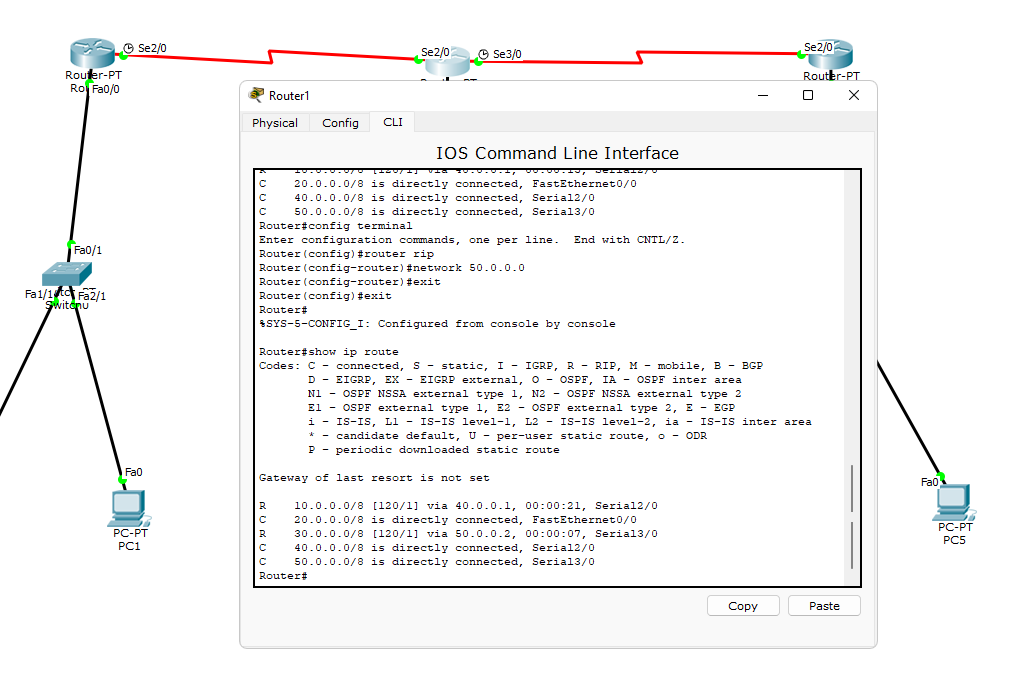 Se2/0
Se2/0
Se3/0
Se2/0
Router-PT
Fa0/0
Router-PT
Router1
Physical
Config
CLI
IOS Command Line Interface
R    10.0.0.0/8 [120/1] via 40.0.0.1, 00:00:13, Serial2/0
C    20.0.0.0/8 is directly connected, FastEthernet0/0
C    40.0.0.0/8 is directly connected, Serial2/0
C    50.0.0.0/8 is directly connected, Serial3/0
Router#config terminal
Enter configuration commands, one per line.  End with CNTL/Z.
Router(config)#router rip
Router(config-router)#network 50.0.0.0
Router(config-router)#exit
Router(config)#exit
Router#
%SYS-5-CONFIG_I: Configured from console by console
Router#show ip route
Codes: C - connected, S - static, I - IGRP, R - RIP, M - mobile, B - BGP
       D - EIGRP, EX - EIGRP external, O - OSPF, IA - OSPF inter area
       N1 - OSPF NSSA external type 1, N2 - OSPF NSSA external type 2
       E1 - OSPF external type 1, E2 - OSPF external type 2, E - EGP
       i - IS-IS, L1 - IS-IS level-1, L2 - IS-IS level-2, ia - IS-IS inter area
       * - candidate default, U - per-user static route, o - ODR
       P - periodic downloaded static route
Gateway of last resort is not set
R    10.0.0.0/8 [120/1] via 40.0.0.1, 00:00:21, Serial2/0
C    20.0.0.0/8 is directly connected, FastEthernet0/0
R    30.0.0.0/8 [120/1] via 50.0.0.2, 00:00:07, Serial3/0
C    40.0.0.0/8 is directly connected, Serial2/0
C    50.0.0.0/8 is directly connected, Serial3/0
Router#
Copy
Paste
Fa0/1
Fa1/1
Fa2/1
Fa0
PC-PT
PC1
Fa0
PC-PT
PC5